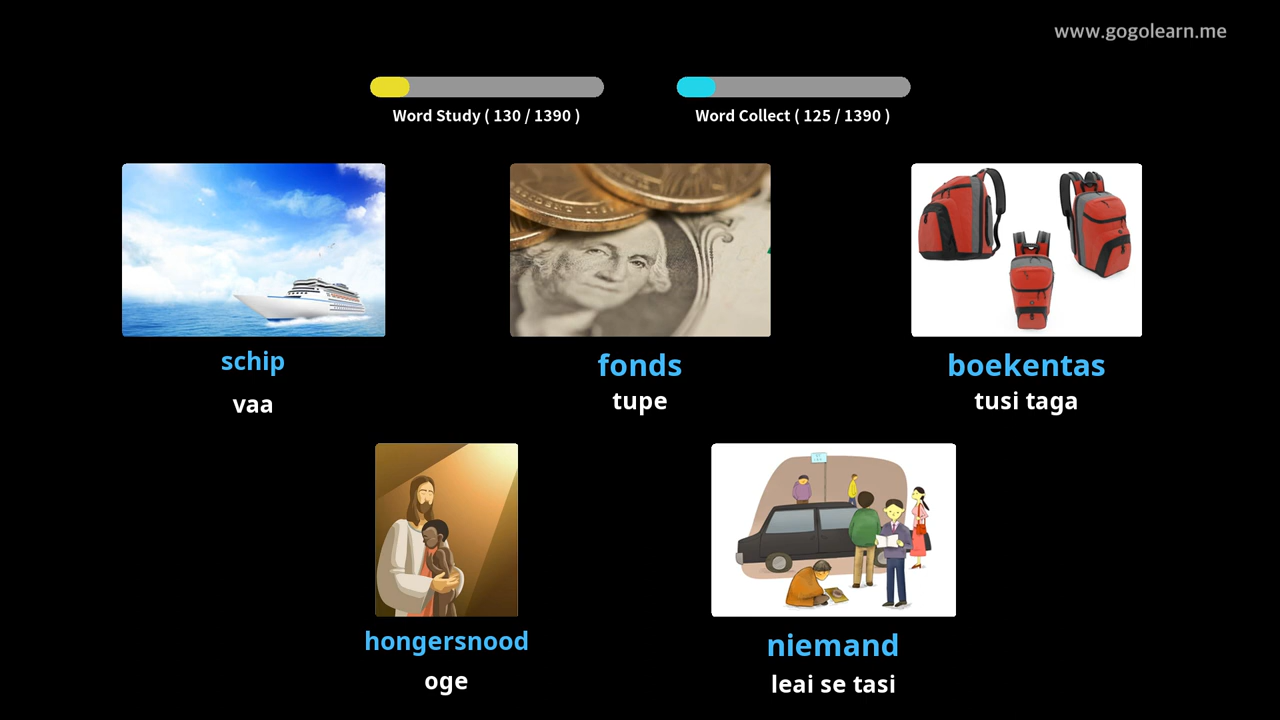 www.gogolearn.me
Word Study ( 130 / 1390 )
Word Collect ( 125 / 1390 )
schip
vaa
fonds
tupe
boekentas
tusi taga
hongersnood
oge
niemand
leai se tasi